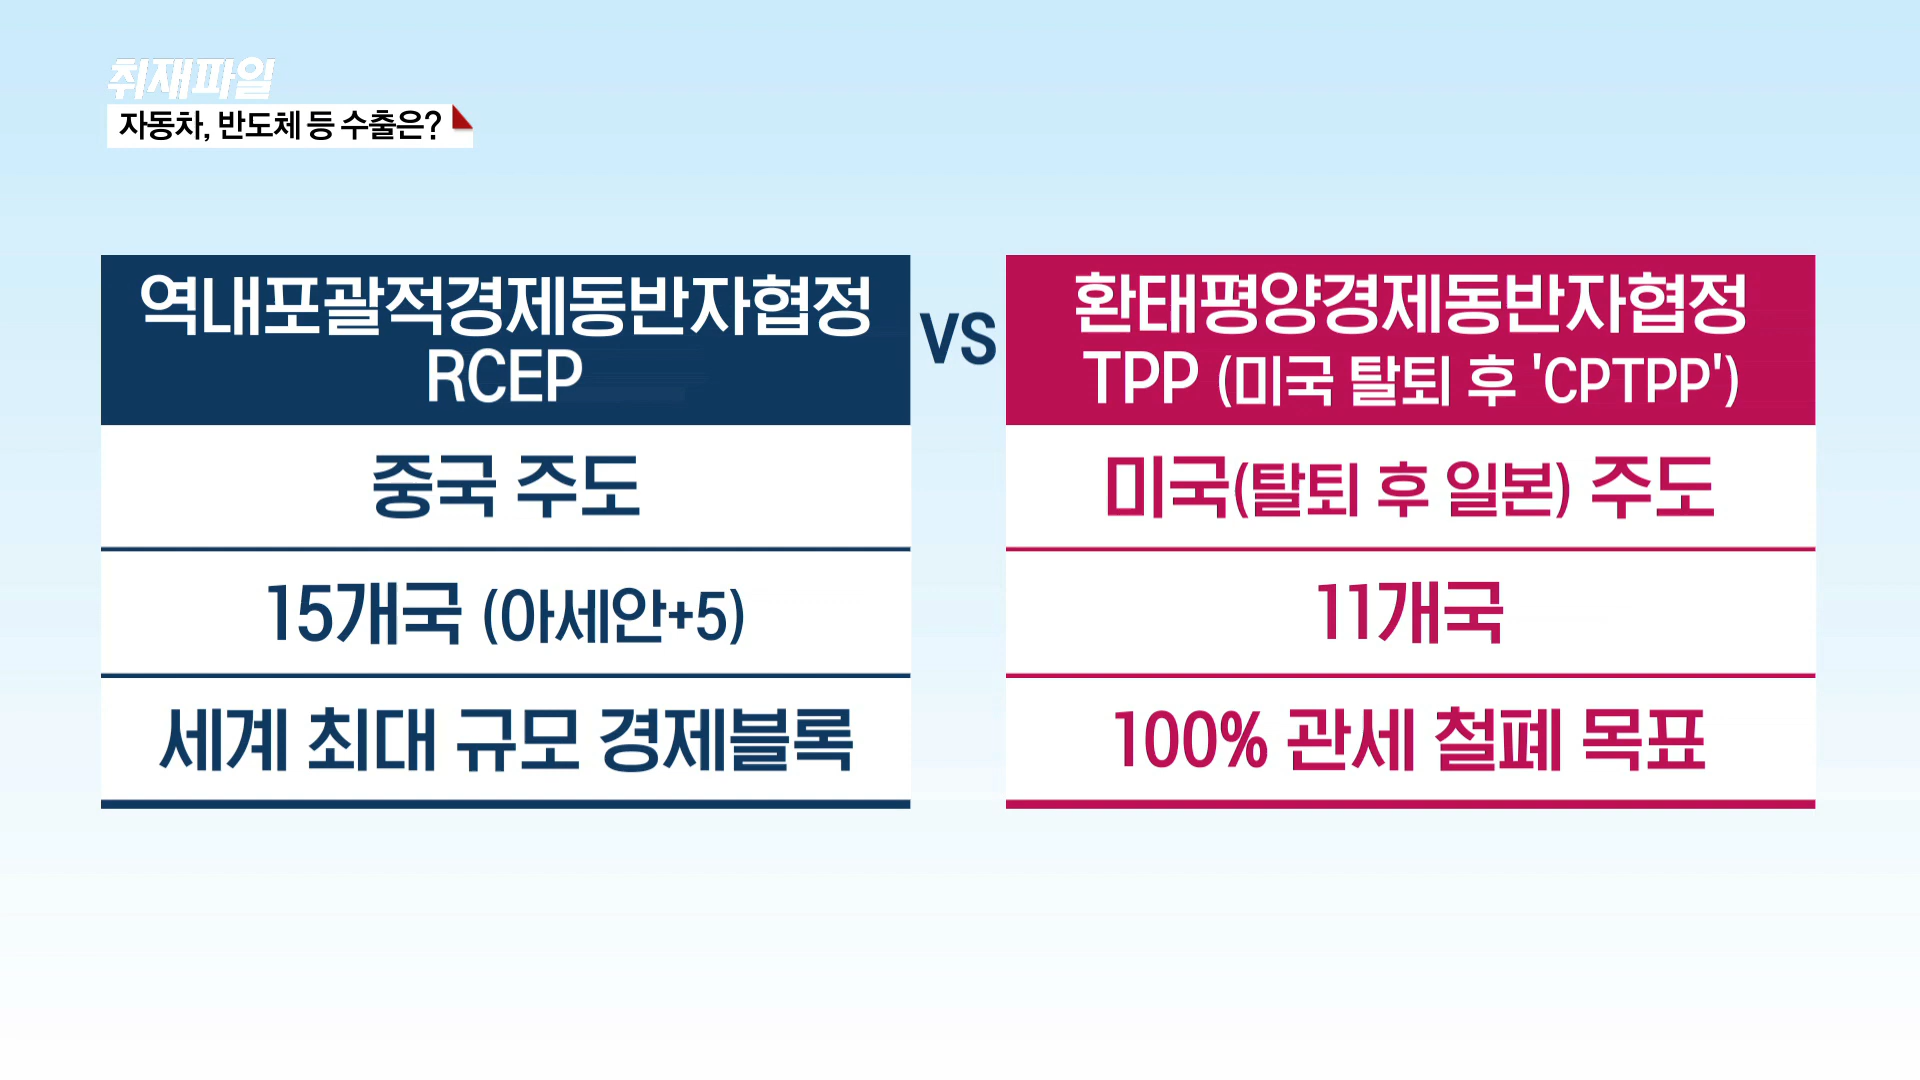 취재파일
자동차, 반도체 등 수출은?
역내포괄적경제동반자협정
RCEP
중국 주도
15개국 (아세안+5)
세계 최대 규모 경제블록
VS
환태평양경제동반자협정
TPP (미국 탈퇴 후 'CPTPP')
미국(탈퇴 후 일본) 주도
11개국
100% 관세 철폐 목표